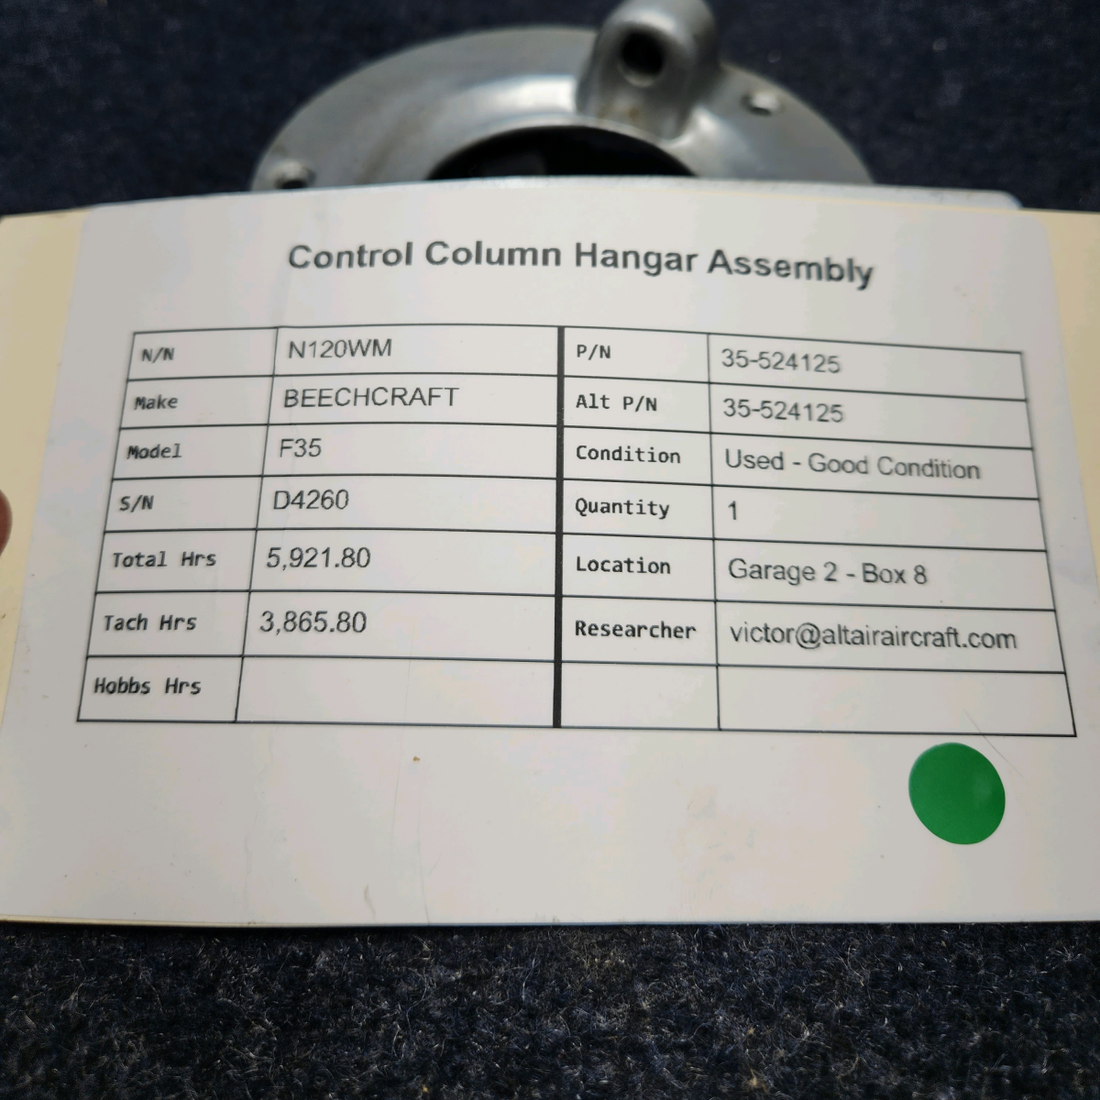 Control Column Hangar Assembly
N/N N120WM P/N 35-524125
Make BEECHCRAFT Alt P/N 35-524125
Model F35 Condition Used - Good Condition
S/N D4260 Quantity 1
Total Hrs 5,921.80 Location Garage 2 - Box 8
Tach Hrs 3,865.80 Researcher victor@altairaircraft.com
Hobbs Hrs